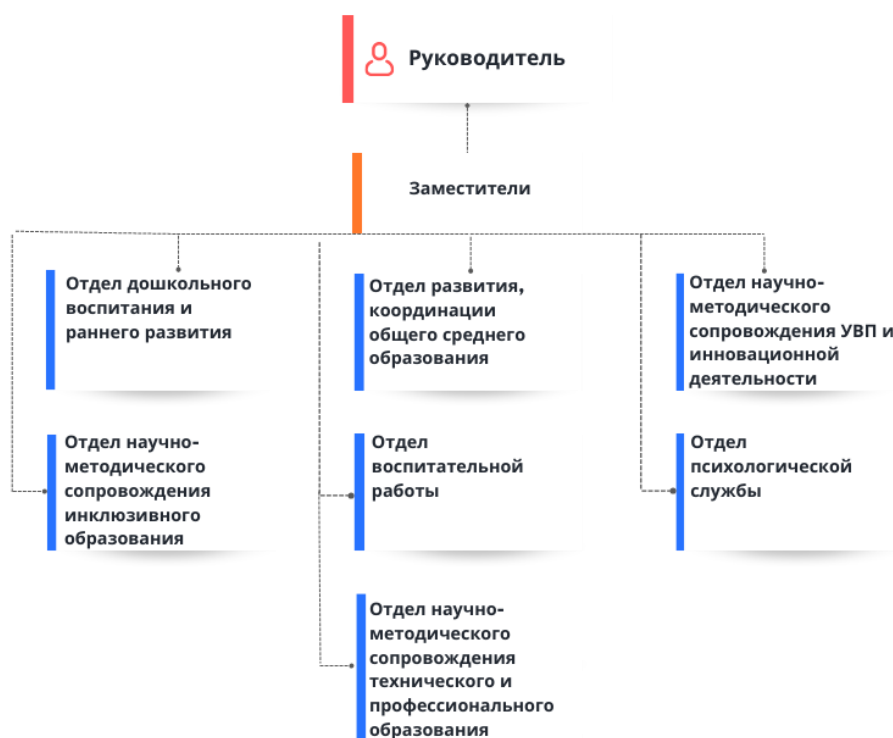 Руководитель
Заместители
Отдел дошкольного
воспитания и
раннего развития
Отдел развития,
координации
общего среднего
образования
Отдел научно-
методического
сопровождения УВП и
инновационной
деятельности
Отдел научно-
методического
сопровождения
инклюзивного
образования
Отдел
воспитательной
работы
Отдел
психологической
службы
Отдел научно-
методического
сопровождения
технического и
профессионального
образования